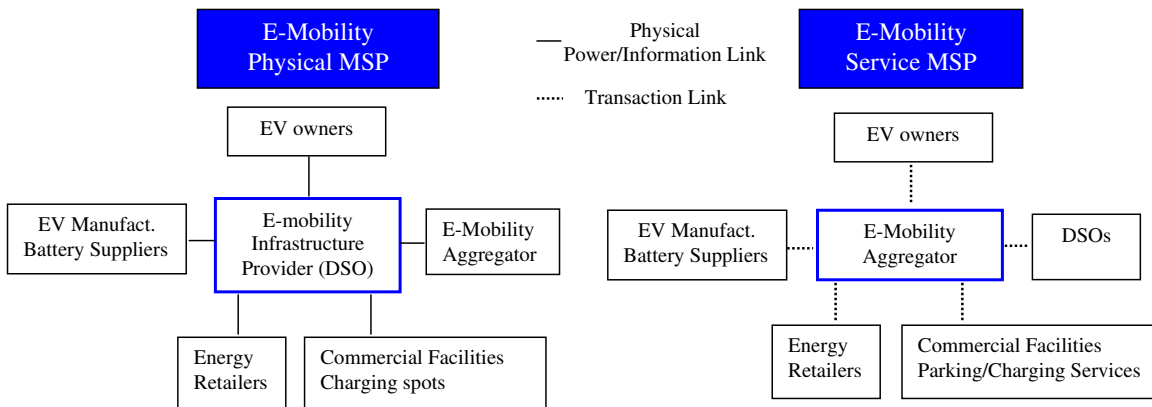 E-Mobility
Physical MSP
Physical
Power/Information Link
Transaction Link
E-Mobility
Service MSP
EV owners
EV Manufact.
Battery Suppliers
E-mobility
Infrastructure
Provider (DSO)
E-Mobility
Aggregator
Energy
Retailers
Commercial Facilities
Charging spots
EV owners
EV Manufact.
Battery Suppliers
E-Mobility
Aggregator
DSOs
Energy
Retailers
Commercial Facilities
Parking/Charging Services